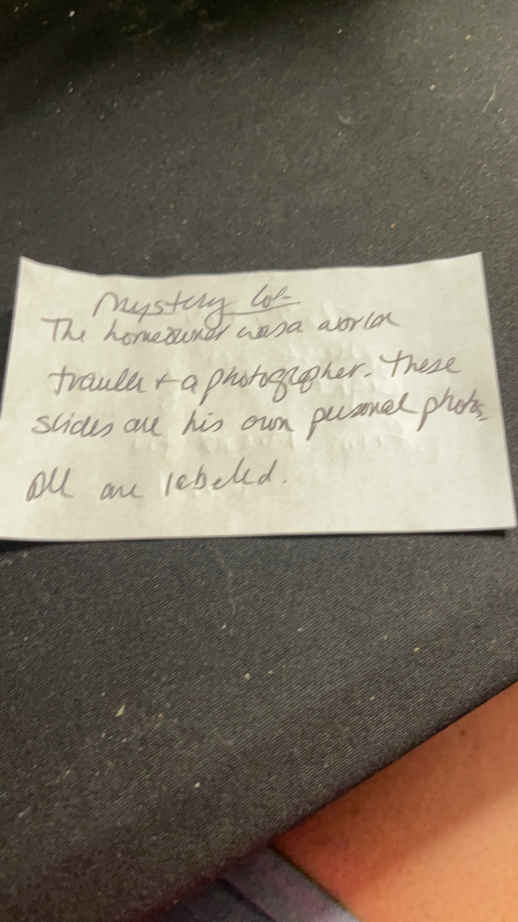 Mystery Lot
The homeowner was a world
traveler + a photographer. These
slides are his own personal photos.
All are labeled.